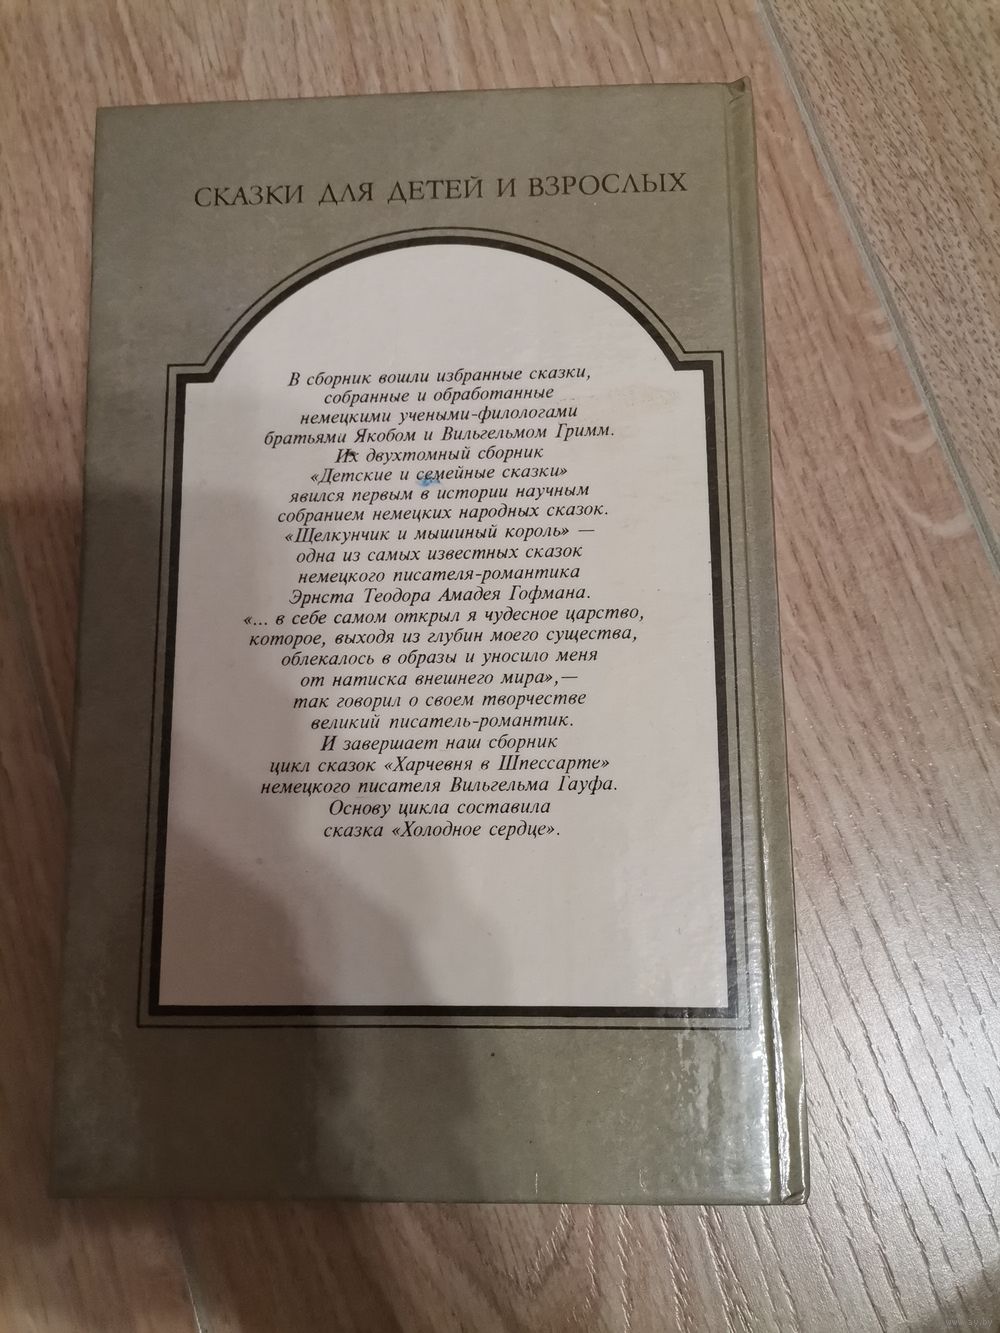 СКАЗКИ ДЛЯ ДЕТЕЙ И ВЗРОСЛЫХ
В сборник вошли избранные сказки,
собранные и обработанные
немецкими учеными-филологами
братьями Якобом и Вильгельмом Гримм.
Их двухтомный сборник
«Детские и семейные сказки»
явился первым в истории научным
собранием немецких народных сказок.
«Щелкунчик и мышиный король» —
одна из самых известных сказок
немецкого писателя-романтика
Эрнста Теодора Амадея Гофмана.
«... в себе самом открыл я чудесное царство,
которое, выходя из глубин моего существа,
облекалось в образы и уносило меня
от натиска внешнего мира»,—
так говорил о своем творчестве
великий писатель-романтик.
И завершает наш сборник
цикл сказок «Харчевня в Шпессарте»
немецкого писателя Вильгельма Гауфа.
Основу цикла составила
сказка «Холодное сердце».
www.ay.by